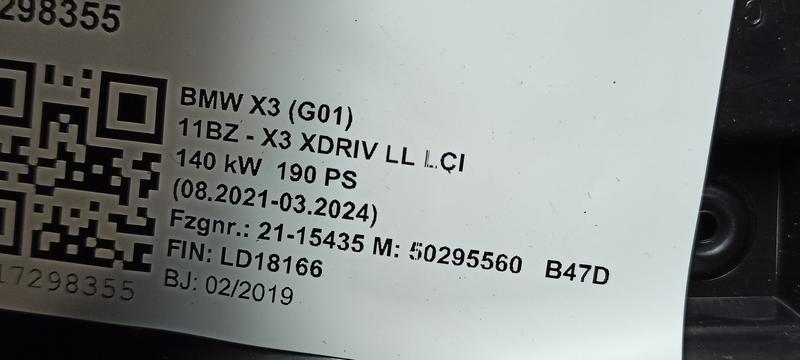 298355
BMW X3 (G01)
11BZ - X3 XDRIV LL LCI
140 kW 190 PS
(08.2021-03.2024)
Fzgnr.: 21-15435 M: 50295560 B47D
FIN: LD18166
BJ: 02/2019
17298355